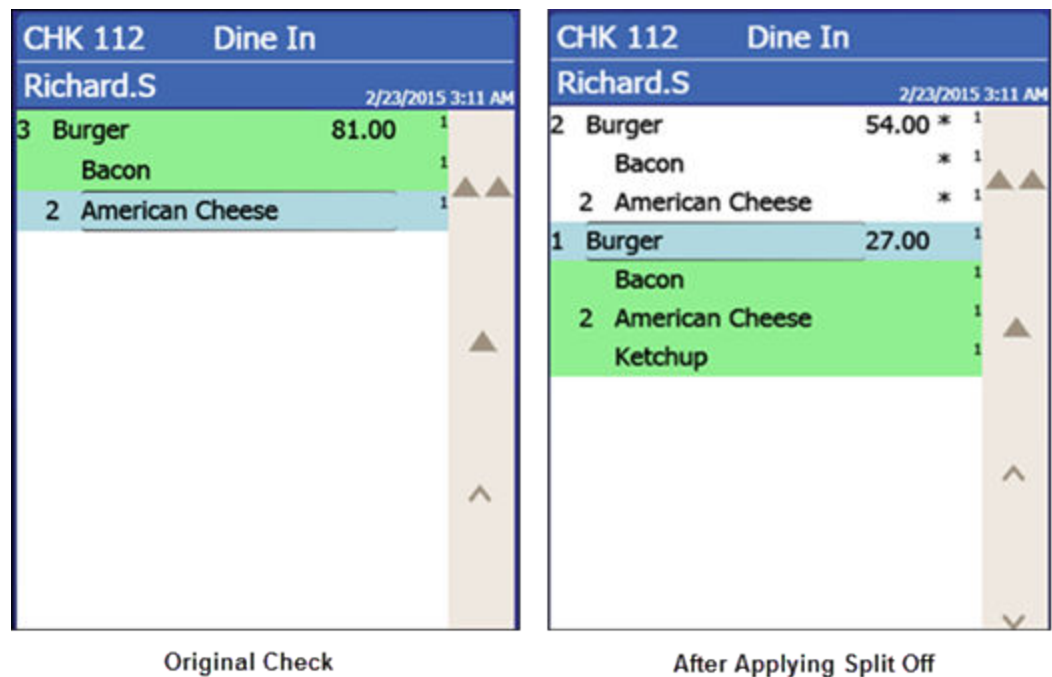 CHK 112 Dine In
Richard.S
2/23/2015 3:11 AM
3 Burger 81.00 1
Bacon 1
2 American Cheese 1
Original Check
CHK 112 Dine In
Richard.S
2/23/2015 3:11 AM
2 Burger 54.00 * 1
Bacon * 1
2 American Cheese * 1
1 Burger 27.00 1
Bacon 1
2 American Cheese 1
Ketchup 1
After Applying Split Off